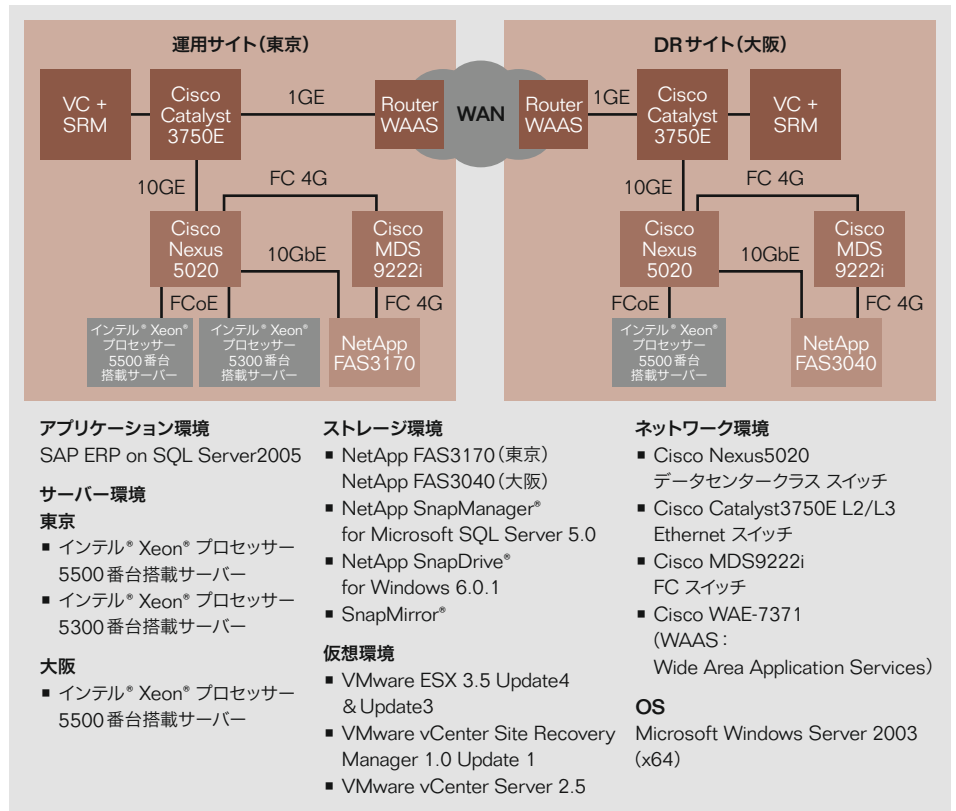 運用サイト(東京)
VC +
SRM
Cisco
Catalyst
3750E
1GE
Router
WAAS
WAN
10GE
FC 4G
Cisco
Nexus
5020
10GbE
Cisco
MDS
9222i
FCoE
FC 4G
インテル® Xeon®
プロセッサー
5500番台
搭載サーバー
インテル® Xeon®
プロセッサー
5300番台
搭載サーバー
NetApp
FAS3170
DRサイト(大阪)
Router
WAAS
1GE
Cisco
Catalyst
3750E
VC +
SRM
10GE
FC 4G
Cisco
Nexus
5020
10GbE
Cisco
MDS
9222i
FCoE
FC 4G
インテル® Xeon®
プロセッサー
5500番台
搭載サーバー
NetApp
FAS3040
アプリケーション環境
SAP ERP on SQL Server2005
サーバー環境
東京
■ インテル® Xeon® プロセッサー
5500番台搭載サーバー
■ インテル® Xeon® プロセッサー
5300番台搭載サーバー
大阪
■ インテル® Xeon® プロセッサー
5500番台搭載サーバー
ストレージ環境
■ NetApp FAS3170(東京)
NetApp FAS3040(大阪)
■ NetApp SnapManager®
for Microsoft SQL Server 5.0
■ NetApp SnapDrive®
for Windows 6.0.1
■ SnapMirror®
仮想環境
■ VMware ESX 3.5 Update4
& Update3
■ VMware vCenter Site Recovery
Manager 1.0 Update 1
■ VMware vCenter Server 2.5
ネットワーク環境
■ Cisco Nexus5020
データセンタークラス スイッチ
■ Cisco Catalyst3750E L2/L3
Ethernet スイッチ
■ Cisco MDS9222i
FC スイッチ
■ Cisco WAE-7371
(WAAS:
Wide Area Application Services)
OS
Microsoft Windows Server 2003
(x64)